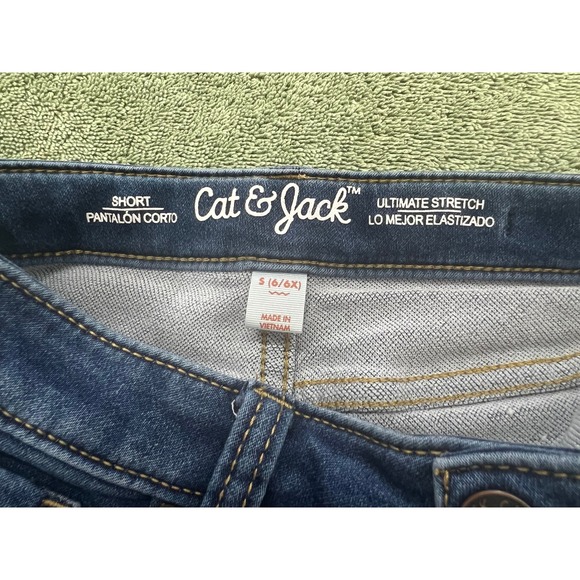 SHORT
PANTALÓN CORTO
Cat & Jack™
ULTIMATE STRETCH
LO MEJOR ELASTIZADO
S (6/6X)
MADE IN
VIETNAM